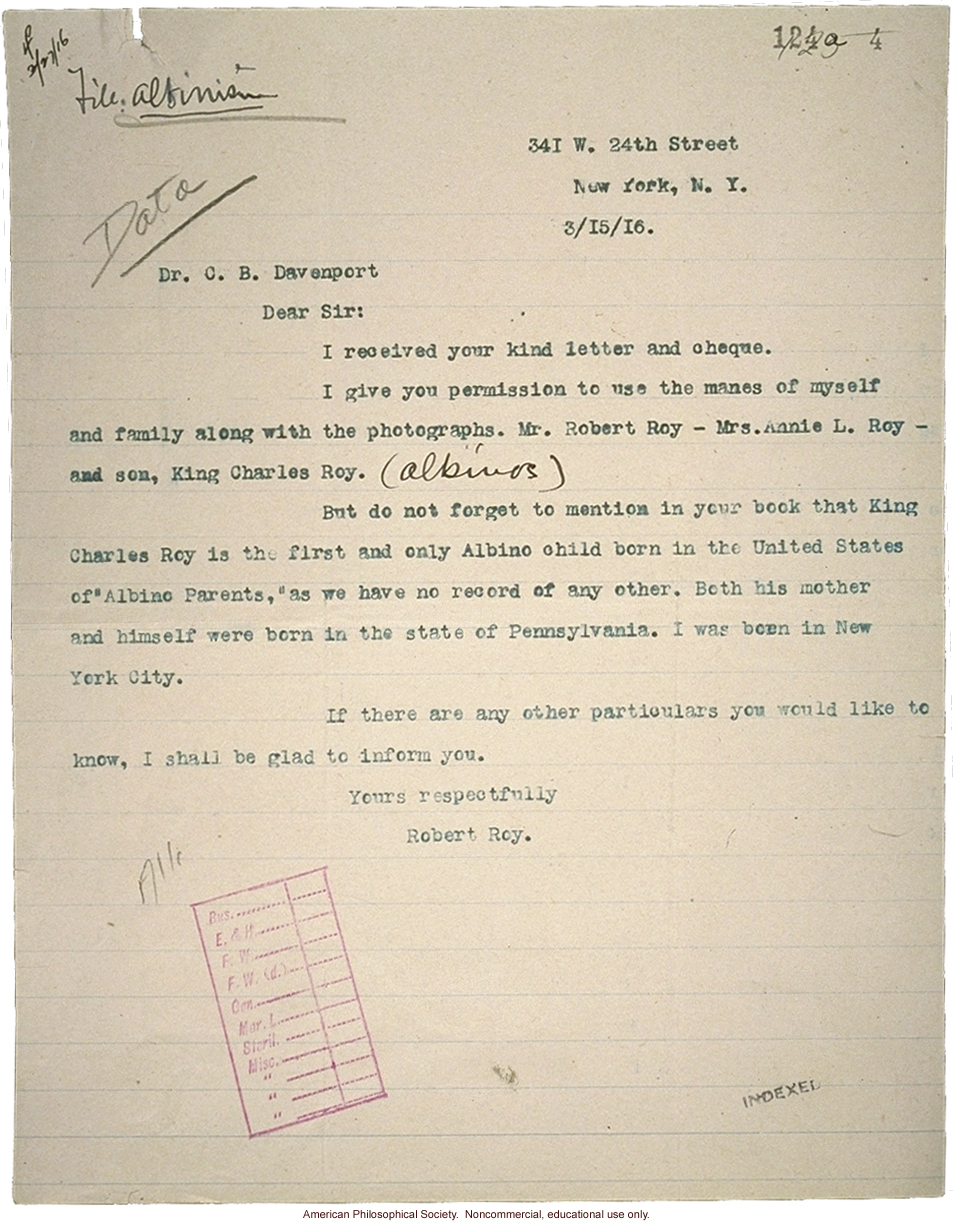 3/27/16
File: albinism
4
Data
34I W. 24th Street
New York, N. Y.
3/I5/I6.
Dr. C. B. Davenport
Dear Sir:
I received your kind letter and cheque.
I give you permission to use the manes of myself
and family along with the photographs. Mr. Robert Roy - Mrs.Annie L. Roy -
and son, King Charles Roy. (albinos)
But do not forget to mention in your book that King
Charles Roy is the first and only Albino child born in the United States
of"Albino Parents,"as we have no record of any other. Both his mother
and himself were born in the state of Pennsylvania. I was born in New
York City.
If there are any other particulars you would like to
know, I shall be glad to inform you.
Yours respectfully
Robert Roy.
Bus.
E. & H.
F. W.
F. W. (d.)
Gen.
Mar. L.
Steril.
Misc.
"
"
"
INDEXED
American Philosophical Society. Noncommercial, educational use only.